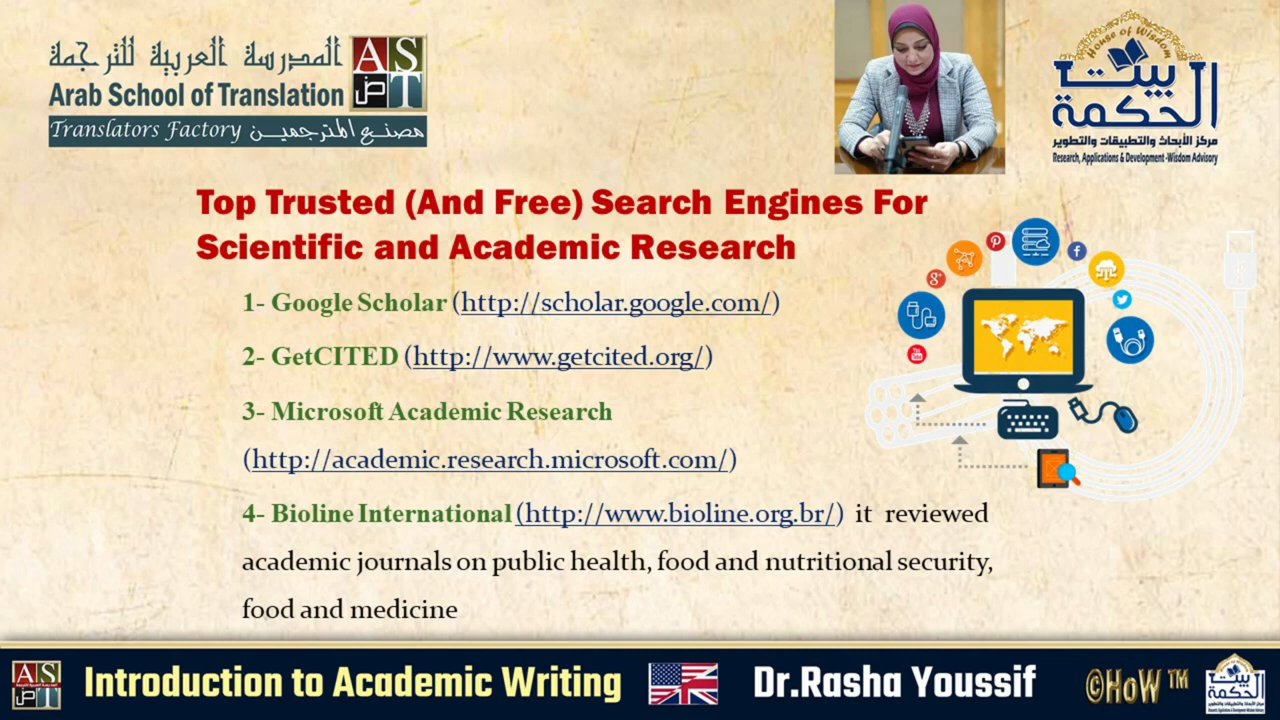 المدرسة العربية للترجمة
Arab School of Translation
AST
ض
Translators Factory مصنع المترجمين
House of Wisdom
بيت
الحكمة
مركز الأبحاث والتطبيقات والتطوير
Research, Applications & Development-Wisdom Advisory
Top Trusted (And Free) Search Engines For
Scientific and Academic Research
1- Google Scholar (http://scholar.google.com/)
2- GetCITED (http://www.getcited.org/)
3- Microsoft Academic Research
(http://academic.research.microsoft.com/)
4- Bioline International (http://www.bioline.org.br/) it reviewed
academic journals on public health, food and nutritional security,
food and medicine
Introduction to Academic Writing
Dr.Rasha Youssif
©HoW™
بيت
الحكمة